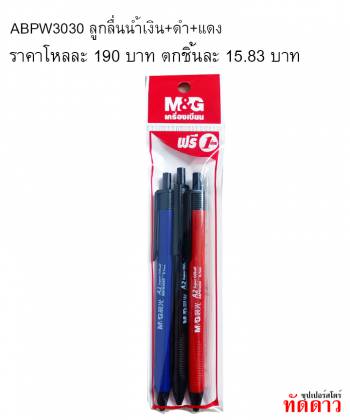 ABPW3030 ลูกลื่นน้ำเงิน+ดำ+แดง
ราคาโหลละ 190 บาท ตกชิ้นละ 15.83 บาท
M&G
เครื่องเขียน
ฟรี 1
M&G
A2
M&G
A2
M&G
A2
ซุปเปอร์สโตร์
ทัดดาว